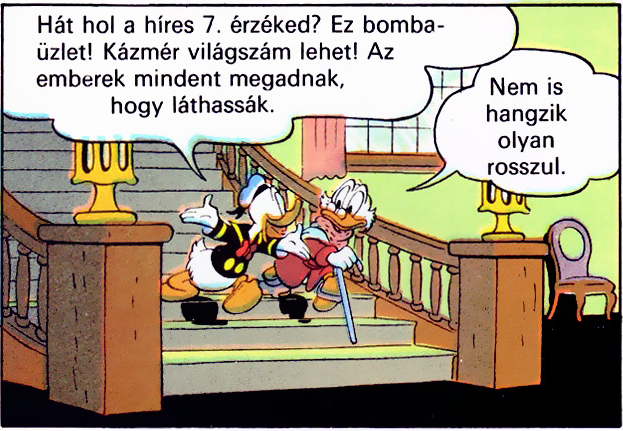 Hát hol a híres 7. érzéked? Ez bomba-
üzlet! Kázmér világszám lehet! Az
emberek mindent megadnak,
hogy láthassák.
Nem is
hangzik
olyan
rosszul.